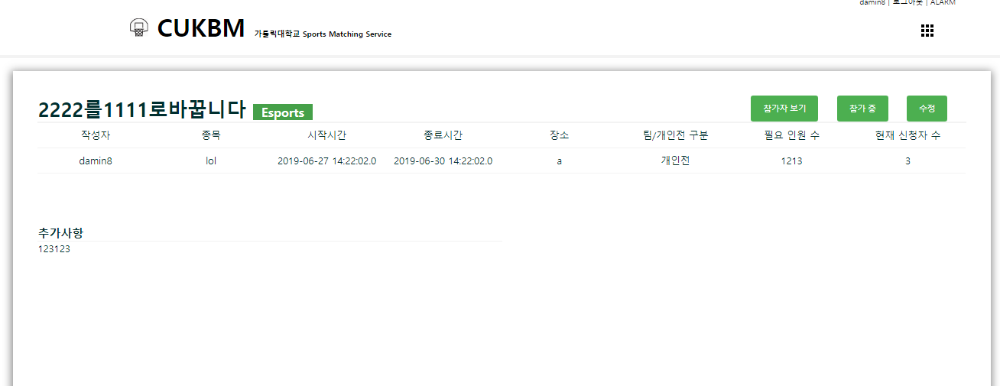 damin8 | 로그아웃 | ALARM
CUKBM 가톨릭대학교 Sports Matching Service
2222를1111로바꿉니다 Esports 참가자 보기 참가 중 수정
작성자 종목 시작시간 종료시간 장소 팀/개인전 구분 필요 인원 수 현재 신청자 수
damin8 lol 2019-06-27 14:22:02.0 2019-06-30 14:22:02.0 a 개인전 1213 3
추가사항
123123